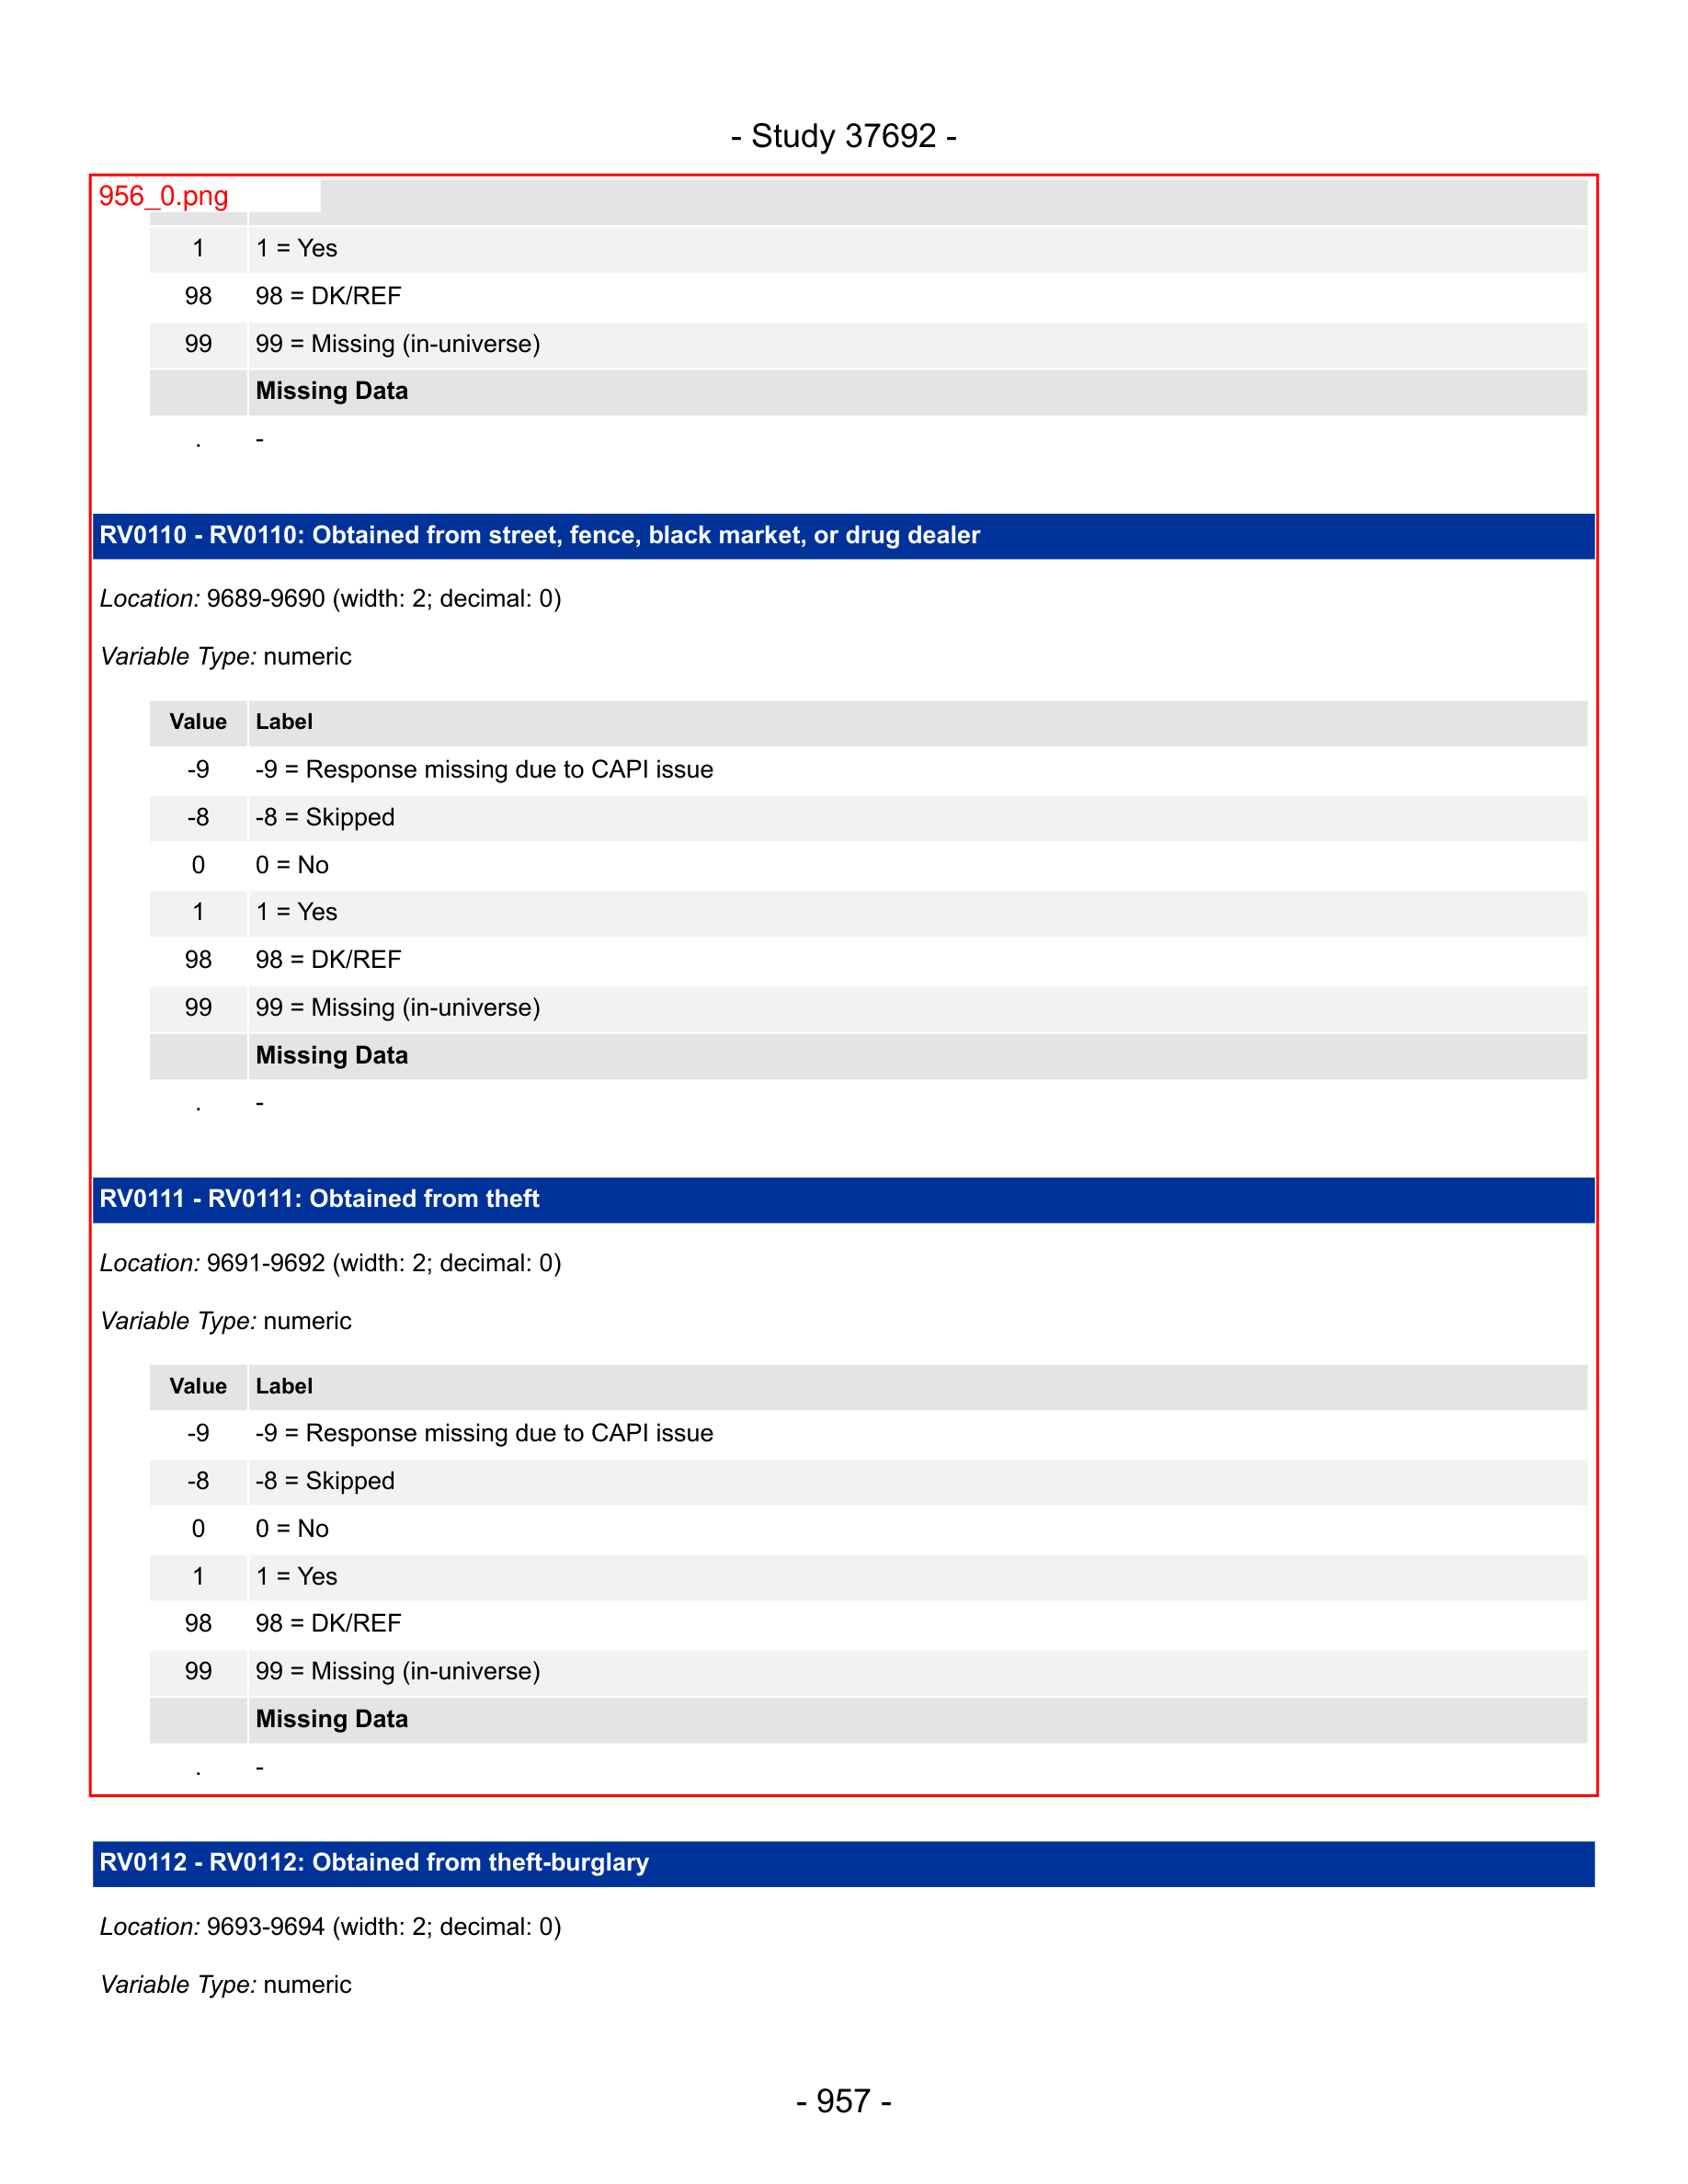 - Study 37692 -
956_0.png
1 1 = Yes
98 98 = DK/REF
99 99 = Missing (in-universe)
Missing Data
. -
RV0110 - RV0110: Obtained from street, fence, black market, or drug dealer
Location: 9689-9690 (width: 2; decimal: 0)
Variable Type: numeric
Value Label
-9 -9 = Response missing due to CAPI issue
-8 -8 = Skipped
0 0 = No
1 1 = Yes
98 98 = DK/REF
99 99 = Missing (in-universe)
Missing Data
. -
RV0111 - RV0111: Obtained from theft
Location: 9691-9692 (width: 2; decimal: 0)
Variable Type: numeric
Value Label
-9 -9 = Response missing due to CAPI issue
-8 -8 = Skipped
0 0 = No
1 1 = Yes
98 98 = DK/REF
99 99 = Missing (in-universe)
Missing Data
. -
RV0112 - RV0112: Obtained from theft-burglary
Location: 9693-9694 (width: 2; decimal: 0)
Variable Type: numeric
- 957 -